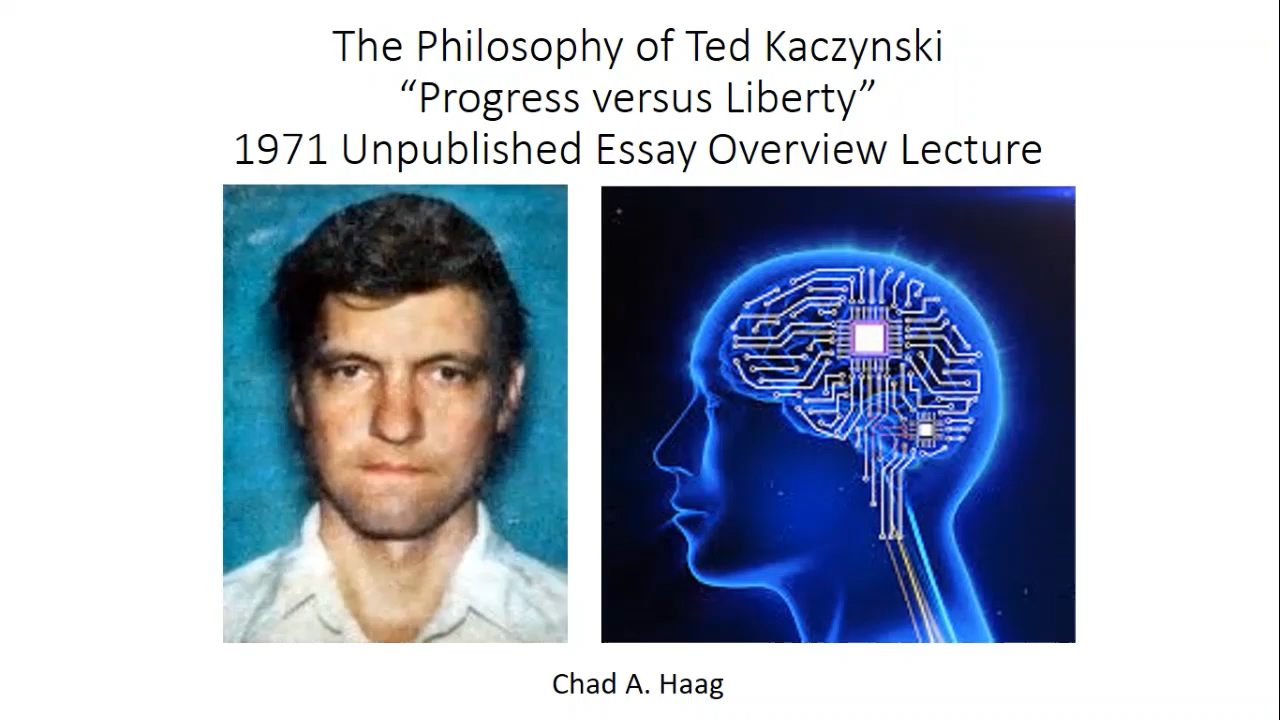 The Philosophy of Ted Kaczynski
“Progress versus Liberty”
1971 Unpublished Essay Overview Lecture
Chad A. Haag